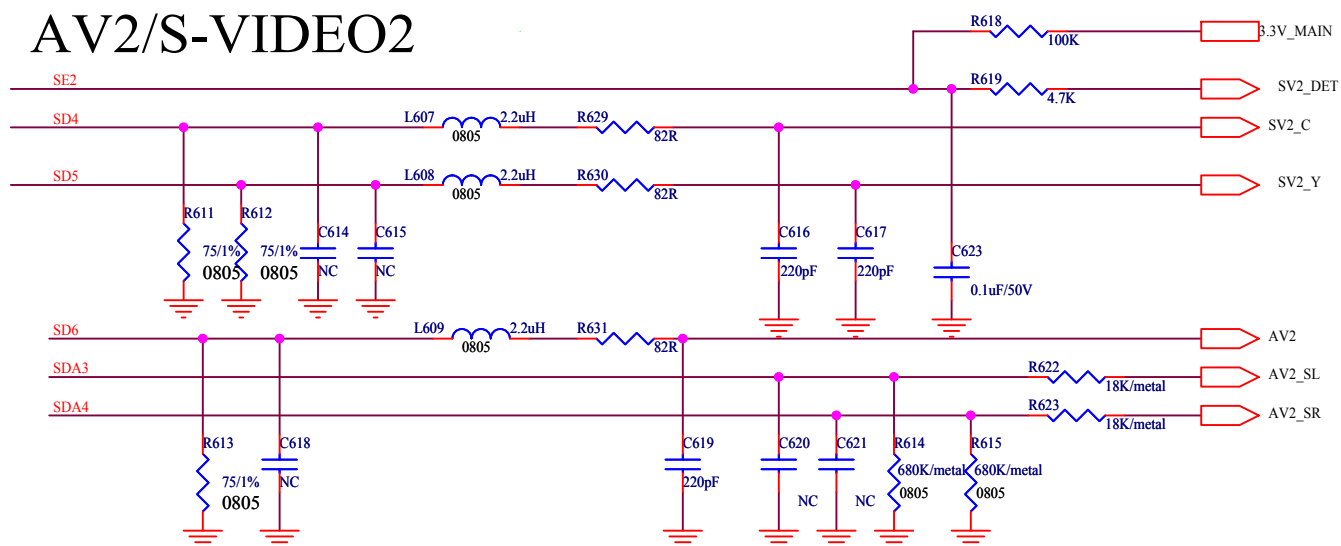 AV2/S-VIDEO2
R618
100K
3.3V_MAIN
SE2
R619
4.7K
SV2_DET
SD4
L607
2.2uH
0805
R629
82R
SV2_C
SD5
L608
2.2uH
0805
R630
82R
SV2_Y
R611
75/1%
0805
R612
75/1%
0805
C614
NC
C615
NC
C616
220pF
C617
220pF
C623
0.1uF/50V
SD6
L609
2.2uH
0805
R631
82R
AV2
SDA3
R622
18K/metal
AV2_SL
SDA4
R623
18K/metal
AV2_SR
R613
75/1%
0805
C618
NC
C619
220pF
C620
NC
C621
NC
R614
680K/metal
0805
R615
680K/metal
0805